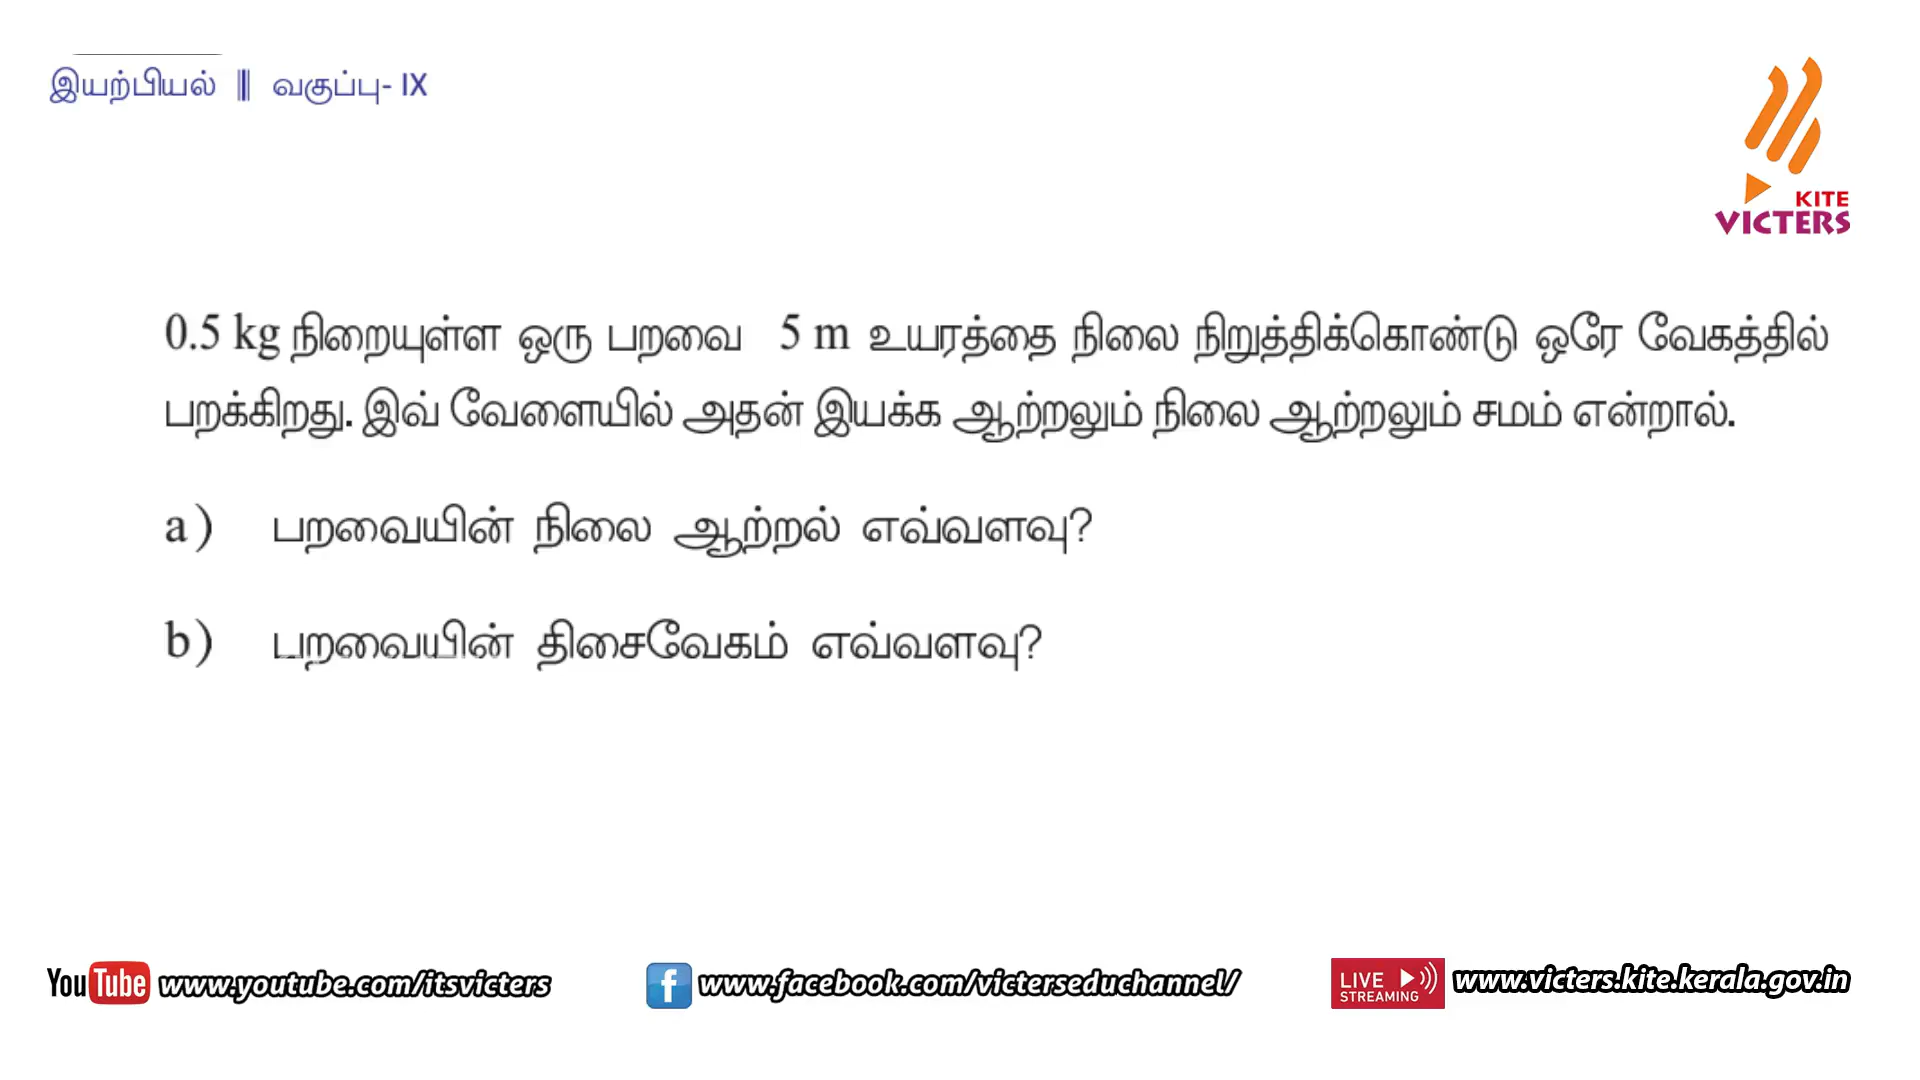 இயற்பியல் || வகுப்பு- IX
KITE
VICTERS
0.5 kg நிறையுள்ள ஒரு பறவை 5 m உயரத்தை நிலை நிறுத்திக்கொண்டு ஒரே வேகத்தில்
பறக்கிறது. இவ் வேளையில் அதன் இயக்க ஆற்றலும் நிலை ஆற்றலும் சமம் என்றால்.
a) பறவையின் நிலை ஆற்றல் எவ்வளவு?
b) பறவையின் திசைவேகம் எவ்வளவு?
YouTube www.youtube.com/itsvicters
f www.facebook.com/victerseduchannel/
LIVE STREAMING www.victers.kite.kerala.gov.in